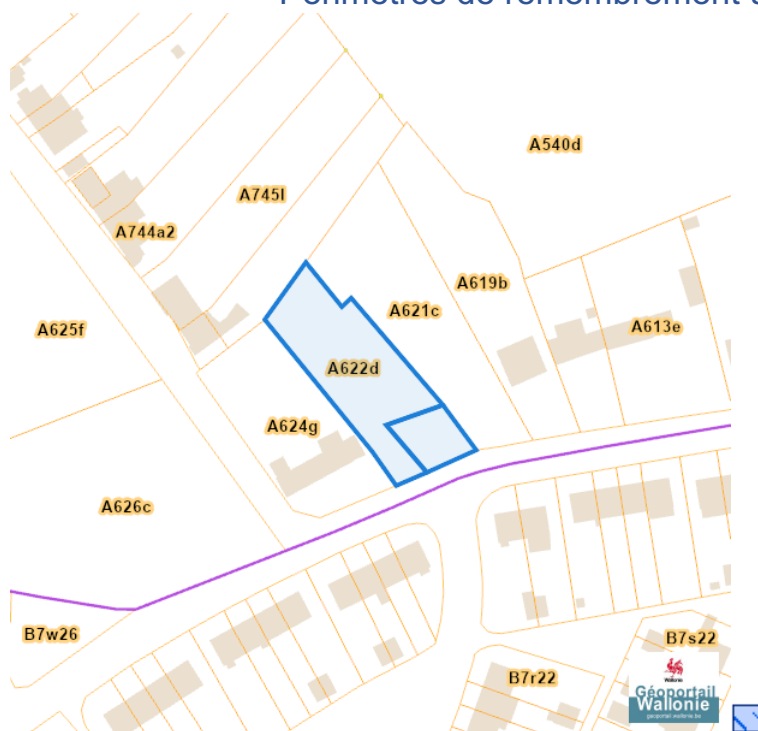 A540d
A745l
A744a2
A619b
A621c
A625f
A613e
A622d
A624g
A626c
B7w26
B7s22
B7r22
Wallonie
Géoportail
Wallonie
geoportail.wallonie.be